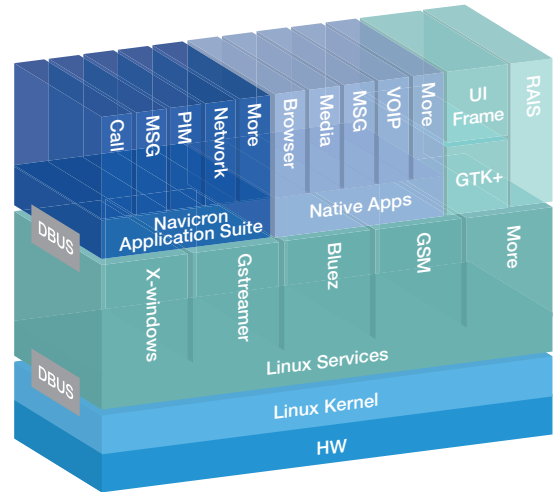 Call
MSG
PIM
Network
More
Browser
Media
MSG
VOIP
More
UI
Frame
GTK+
RAIS
Navicron
Application Suite
Native Apps
DBUS
X-windows
Gstreamer
Bluez
GSM
More
Linux Services
DBUS
Linux Kernel
HW